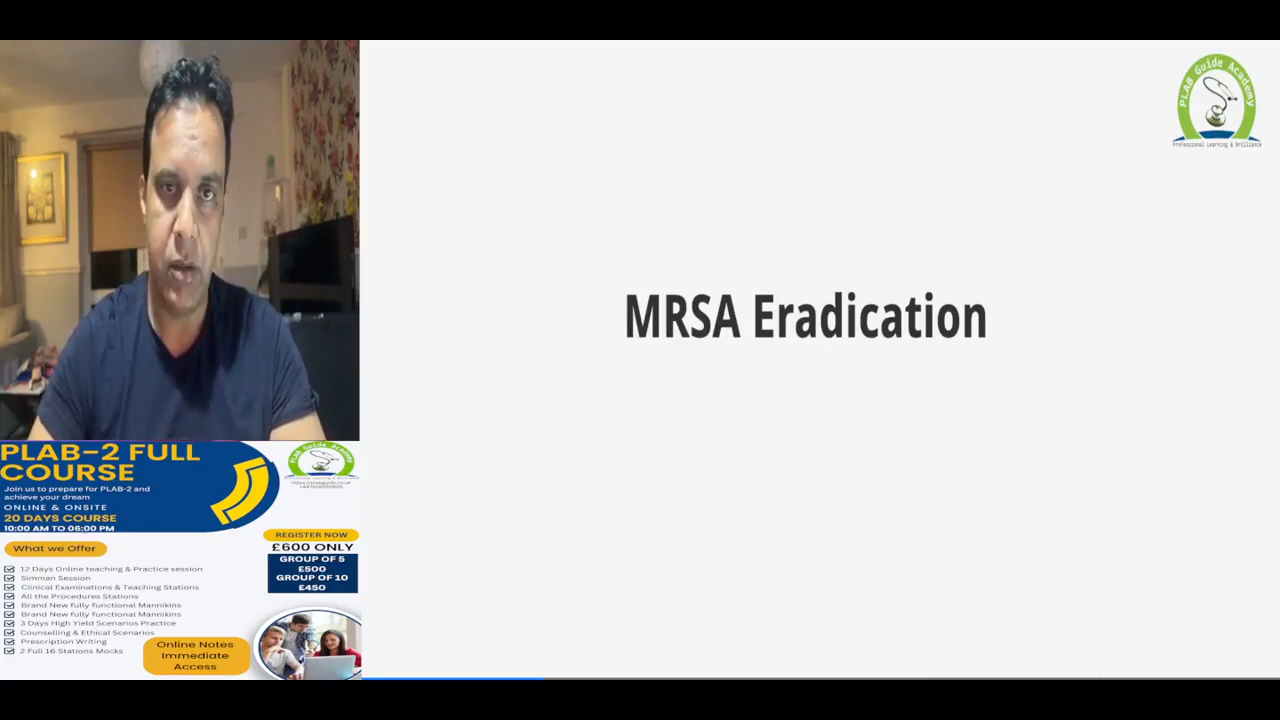 PLAB Guide Academy
Professional Learning & Brilliance
MRSA Eradication
PLAB-2 FULL
COURSE
Join us to prepare for PLAB-2 and
achieve your dream
ONLINE & ONSITE
20 DAYS COURSE
10:00 AM TO 06:00 PM
PLAB Guide Academy
REGISTER NOW
£600 ONLY
GROUP OF 5
£500
GROUP OF 10
£450
What we Offer
12 Days Online teaching & Practice session
Simman Session
Clinical Examinations & Teaching Stations
All the Procedures Stations
Brand New fully functional Mannikins
Brand New fully functional Mannikins
3 Days High Yield Scenarios Practice
Counselling & Ethical Scenarios
Prescription Writing
2 Full 16 Stations Mocks
Online Notes
Immediate
Access